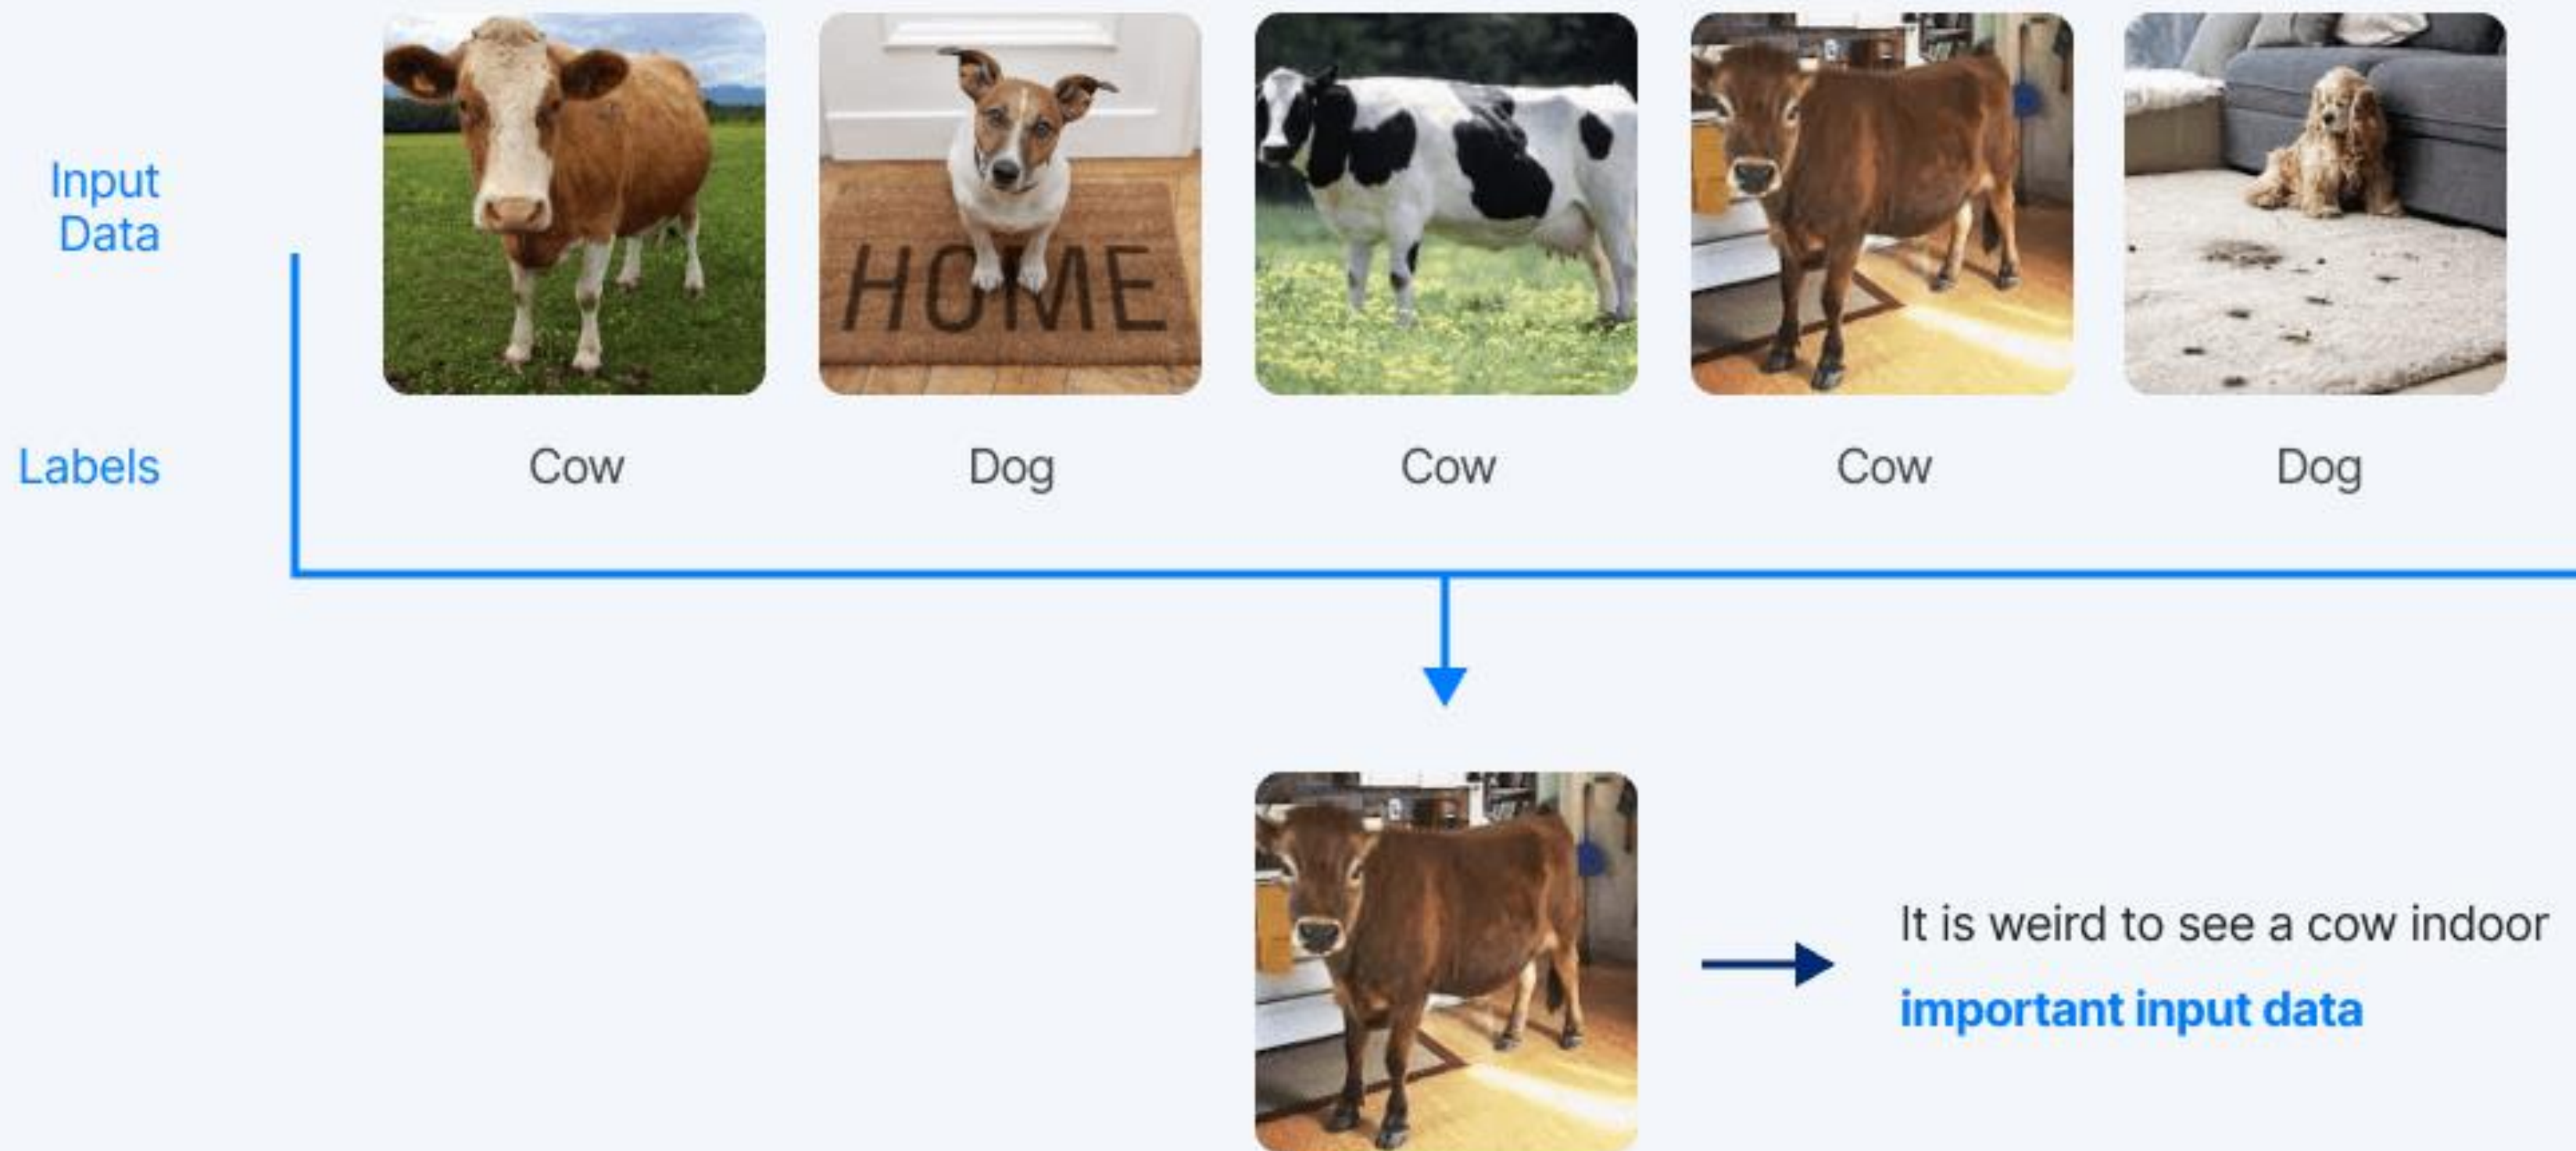 Input
Data
HOME
Labels
Cow
Dog
Cow
Cow
Dog
It is weird to see a cow indoor
important input data